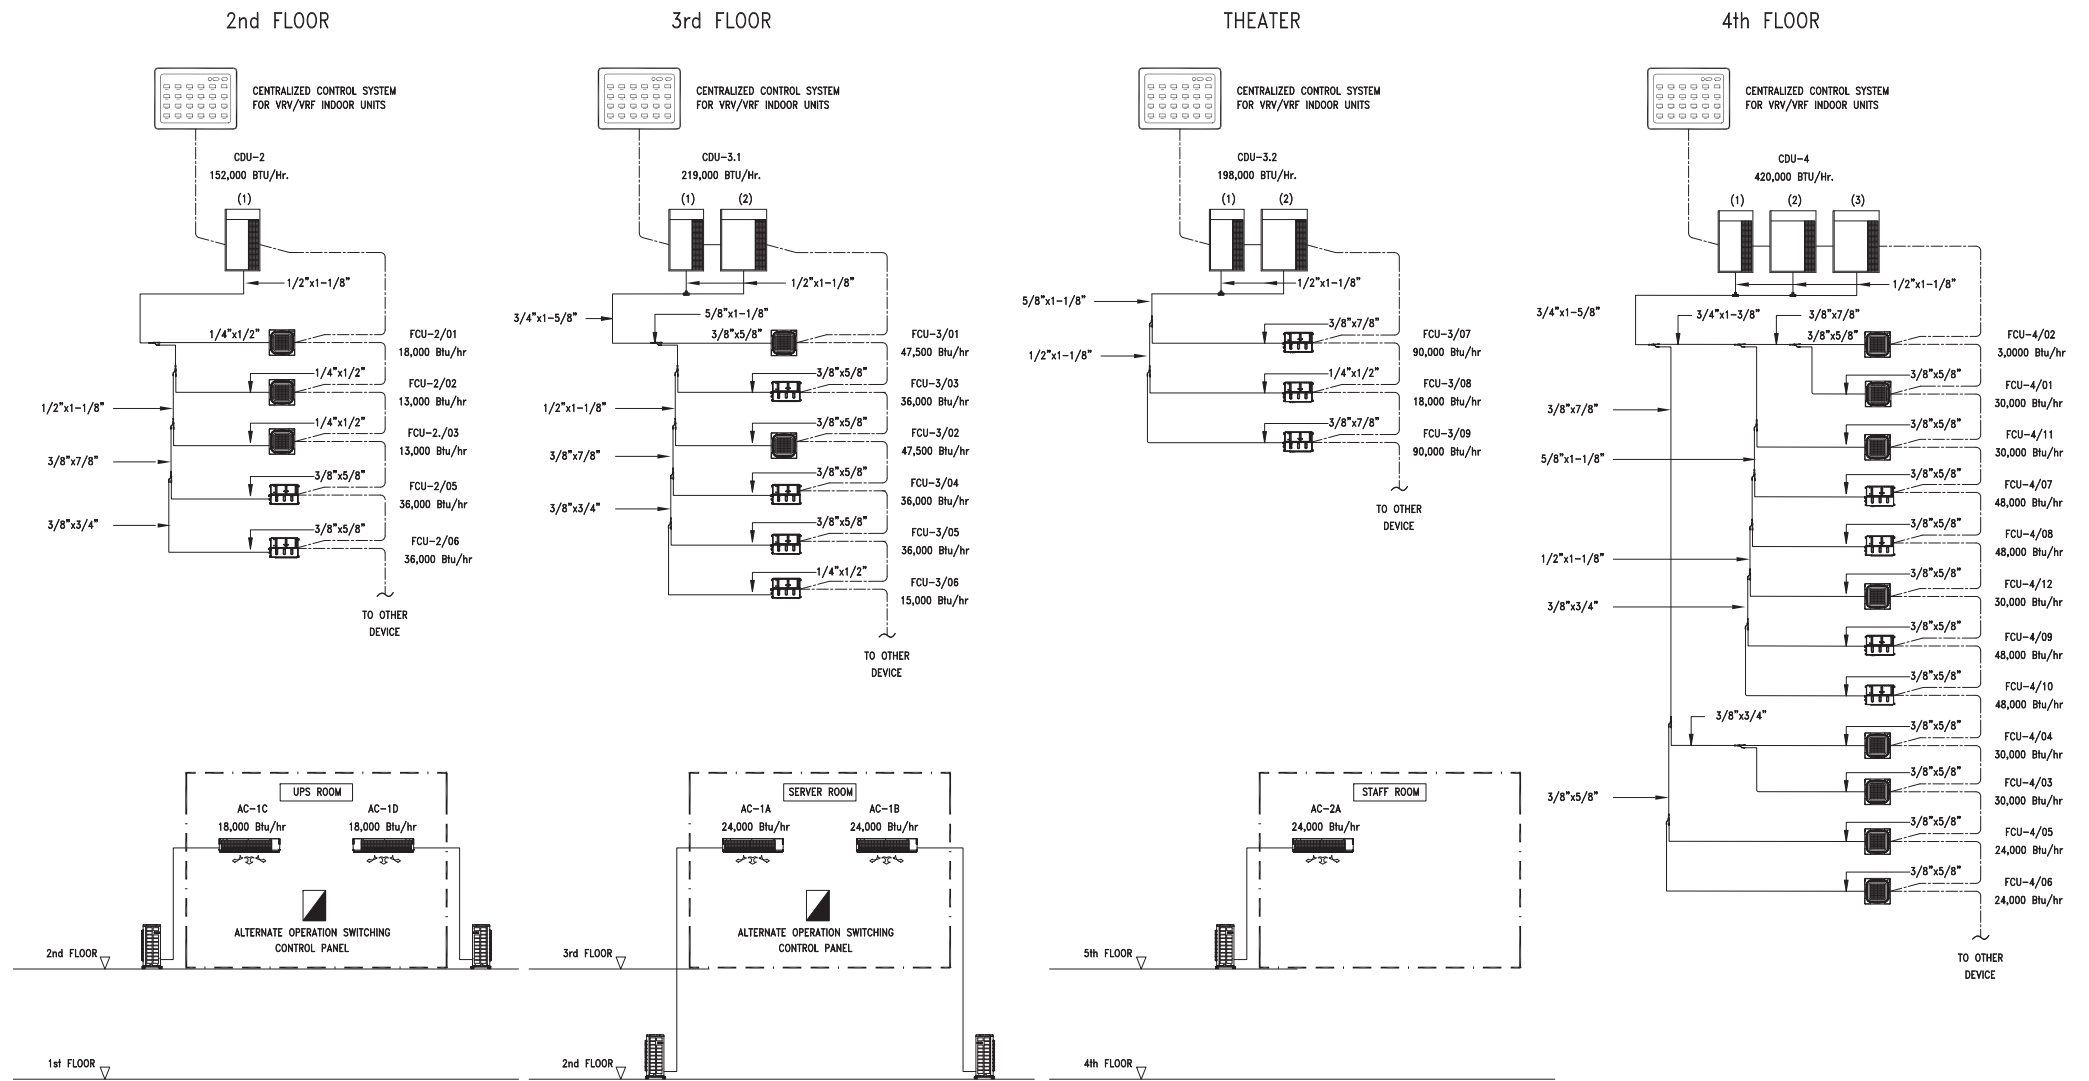 2nd FLOOR
CENTRALIZED CONTROL SYSTEM
FOR VRV/VRF INDOOR UNITS
CDU-2
152,000 BTU/Hr.
(1)
1/2"x1-1/8"
1/4"x1/2"
FCU-2/01
18,000 Btu/hr
1/4"x1/2"
FCU-2/02
13,000 Btu/hr
1/2"x1-1/8"
1/4"x1/2"
FCU-2./03
13,000 Btu/hr
3/8"x7/8"
3/8"x5/8"
FCU-2/05
36,000 Btu/hr
3/8"x3/4"
3/8"x5/8"
FCU-2/06
36,000 Btu/hr
TO OTHER
DEVICE
3rd FLOOR
CENTRALIZED CONTROL SYSTEM
FOR VRV/VRF INDOOR UNITS
CDU-3.1
219,000 BTU/Hr.
(1)
(2)
1/2"x1-1/8"
3/4"x1-5/8"
5/8"x1-1/8"
3/8"x5/8"
FCU-3/01
47,500 Btu/hr
3/8"x5/8"
FCU-3/03
36,000 Btu/hr
1/2"x1-1/8"
3/8"x5/8"
FCU-3/02
47,500 Btu/hr
3/8"x7/8"
3/8"x5/8"
FCU-3/04
36,000 Btu/hr
3/8"x3/4"
3/8"x5/8"
FCU-3/05
36,000 Btu/hr
1/4"x1/2"
FCU-3/06
15,000 Btu/hr
TO OTHER
DEVICE
THEATER
CENTRALIZED CONTROL SYSTEM
FOR VRV/VRF INDOOR UNITS
CDU-3.2
198,000 BTU/Hr.
(1)
(2)
1/2"x1-1/8"
5/8"x1-1/8"
3/8"x7/8"
FCU-3/07
90,000 Btu/hr
1/2"x1-1/8"
1/4"x1/2"
FCU-3/08
18,000 Btu/hr
3/8"x7/8"
FCU-3/09
90,000 Btu/hr
TO OTHER
DEVICE
4th FLOOR
CENTRALIZED CONTROL SYSTEM
FOR VRV/VRF INDOOR UNITS
CDU-4
420,000 BTU/Hr.
(1)
(2)
(3)
1/2"x1-1/8"
3/4"x1-5/8"
3/4"x1-3/8"
3/8"x7/8"
3/8"x5/8"
FCU-4/02
3,0000 Btu/hr
3/8"x5/8"
FCU-4/01
30,000 Btu/hr
3/8"x7/8"
3/8"x5/8"
FCU-4/11
30,000 Btu/hr
5/8"x1-1/8"
3/8"x5/8"
FCU-4/07
48,000 Btu/hr
3/8"x5/8"
FCU-4/08
48,000 Btu/hr
1/2"x1-1/8"
3/8"x5/8"
FCU-4/12
30,000 Btu/hr
3/8"x3/4"
3/8"x5/8"
FCU-4/09
48,000 Btu/hr
3/8"x5/8"
FCU-4/10
48,000 Btu/hr
3/8"x3/4"
3/8"x5/8"
FCU-4/04
30,000 Btu/hr
3/8"x5/8"
FCU-4/03
30,000 Btu/hr
3/8"x5/8"
3/8"x5/8"
FCU-4/05
24,000 Btu/hr
3/8"x5/8"
FCU-4/06
24,000 Btu/hr
TO OTHER
DEVICE
UPS ROOM
AC-1C
18,000 Btu/hr
AC-1D
18,000 Btu/hr
ALTERNATE OPERATION SWITCHING
CONTROL PANEL
2nd FLOOR
1st FLOOR
SERVER ROOM
AC-1A
24,000 Btu/hr
AC-1B
24,000 Btu/hr
ALTERNATE OPERATION SWITCHING
CONTROL PANEL
3rd FLOOR
2nd FLOOR
STAFF ROOM
AC-2A
24,000 Btu/hr
5th FLOOR
4th FLOOR